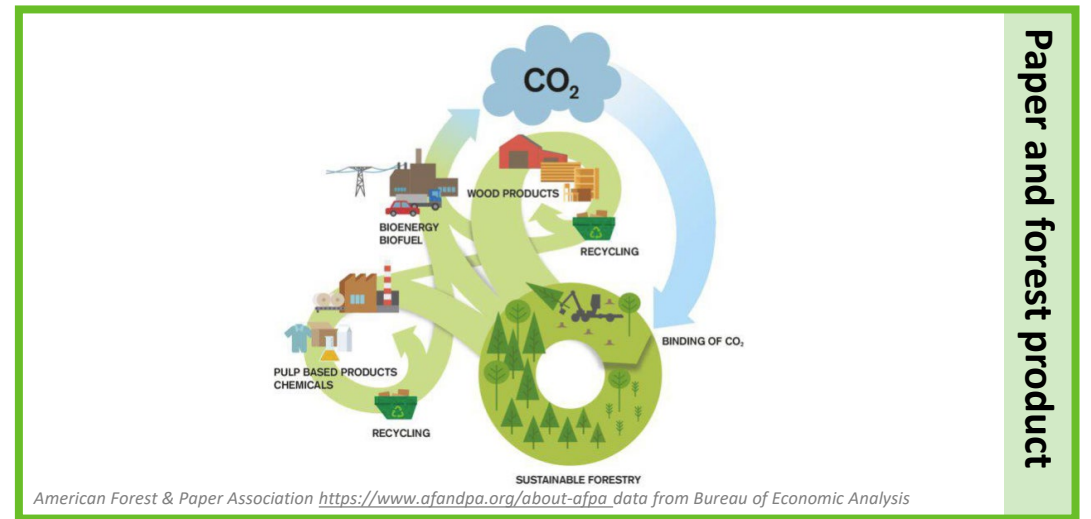 CO₂
WOOD PRODUCTS
BIOENERGY
BIOFUEL
RECYCLING
BINDING OF CO₂
PULP BASED PRODUCTS
CHEMICALS
RECYCLING
SUSTAINABLE FORESTRY
American Forest & Paper Association https://www.afandpa.org/about-afpa data from Bureau of Economic Analysis
Paper and forest product